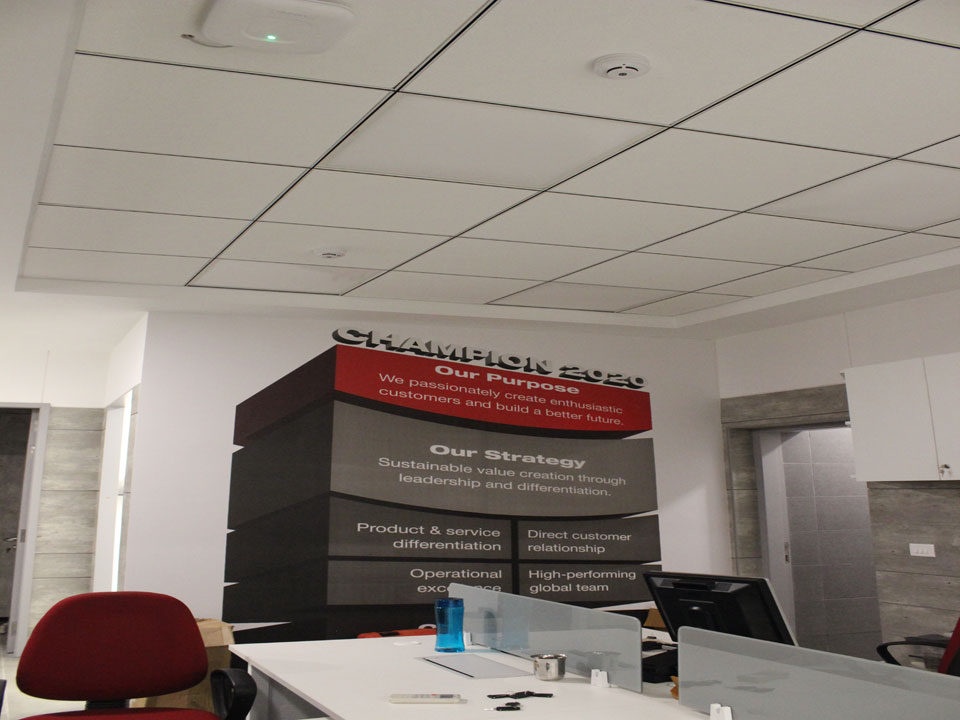 CHAMPION 2020
Our Purpose
We passionately create enthusiastic
customers and build a better future.
Our Strategy
Sustainable value creation through
leadership and differentiation.
Product & service
differentiation
Direct customer
relationship
Operational
excellence
High-performing
global team